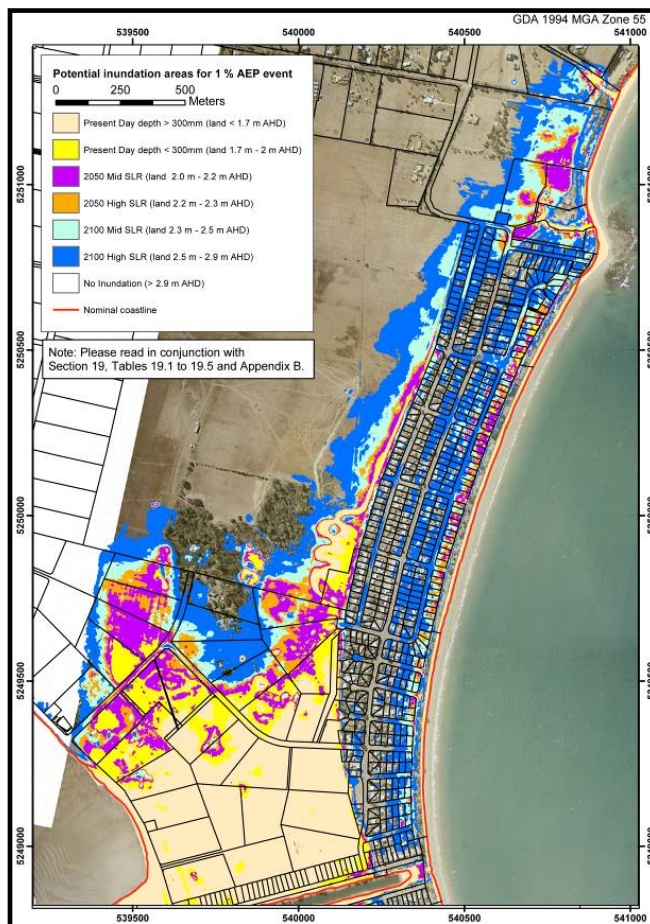 GDA 1994 MGA Zone 55
539500
540000
540500
541000
Potential inundation areas for 1 % AEP event
0 250 500
Meters
Present Day depth > 300mm (land < 1.7 m AHD)
Present Day depth < 300mm (land 1.7 m - 2 m AHD)
2050 Mid SLR (land 2.0 m - 2.2 m AHD)
2050 High SLR (land 2.2 m - 2.3 m AHD)
2100 Mid SLR (land 2.3 m - 2.5 m AHD)
2100 High SLR (land 2.5 m - 2.9 m AHD)
No Inundation (> 2.9 m AHD)
Nominal coastline
Note: Please read in conjunction with
Section 19, Tables 19.1 to 19.5 and Appendix B.
5251000
5251000
5250500
5250500
5250000
5250000
5249500
5249500
5249000
5249000
539500
540000
540500
541000